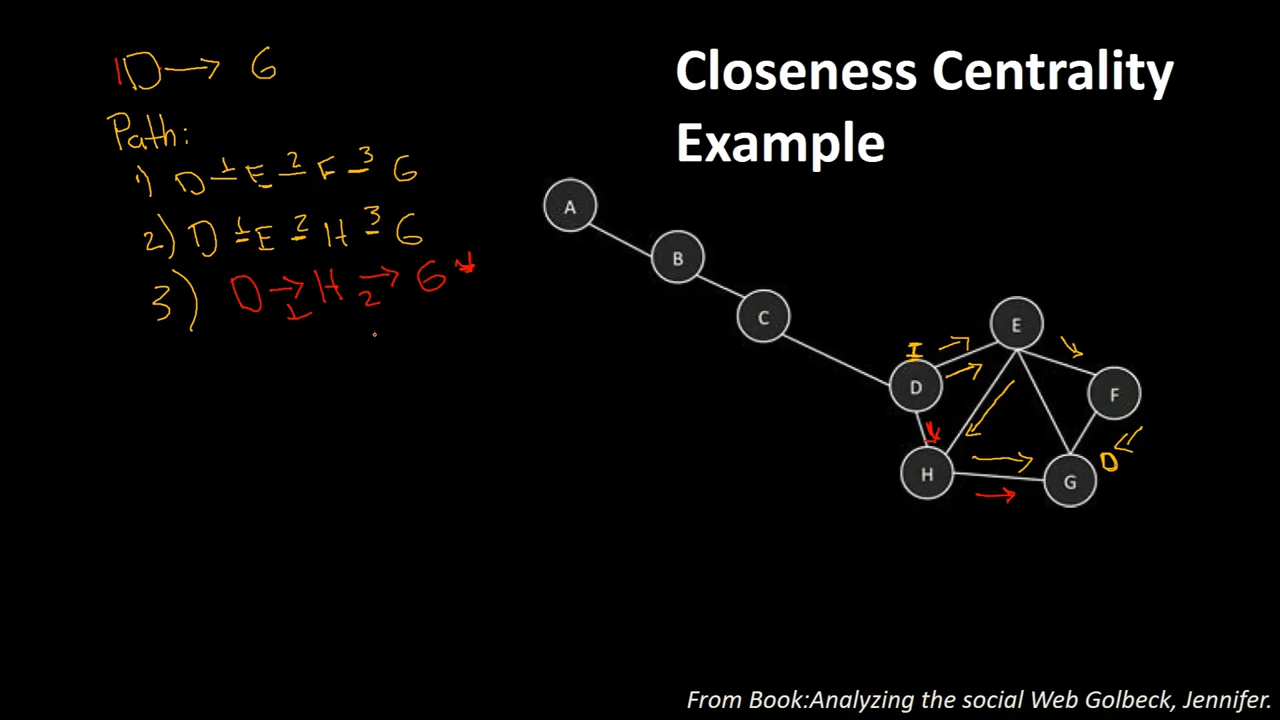 D → G
Path:
1) D 1 E 2 F 3 G
2) D 1 E 2 H 3 G
3) D → 1 H → 2 G
Closeness Centrality
Example
A
B
C
E
I
D
F
D
H
G
From Book:Analyzing the social Web Golbeck, Jennifer.